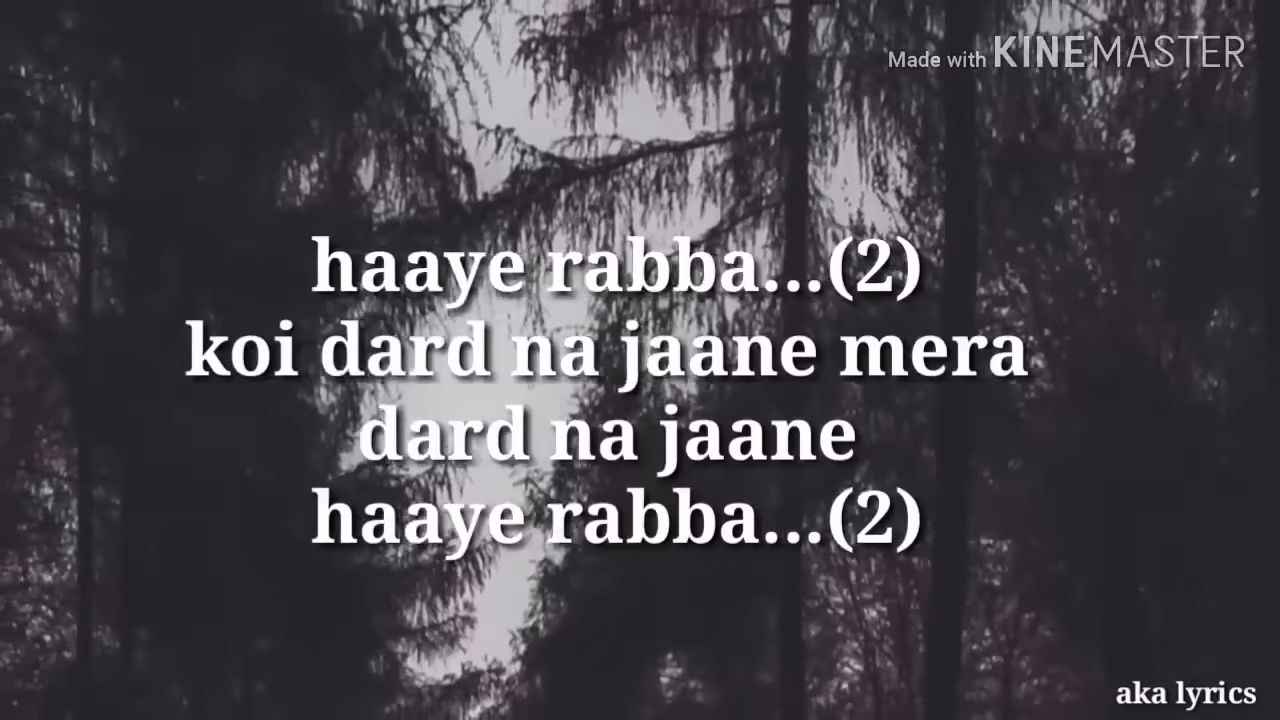 Made with KINEMASTER
haaye rabba...(2)
koi dard na jaane mera
dard na jaane
haaye rabba...(2)
aka lyrics